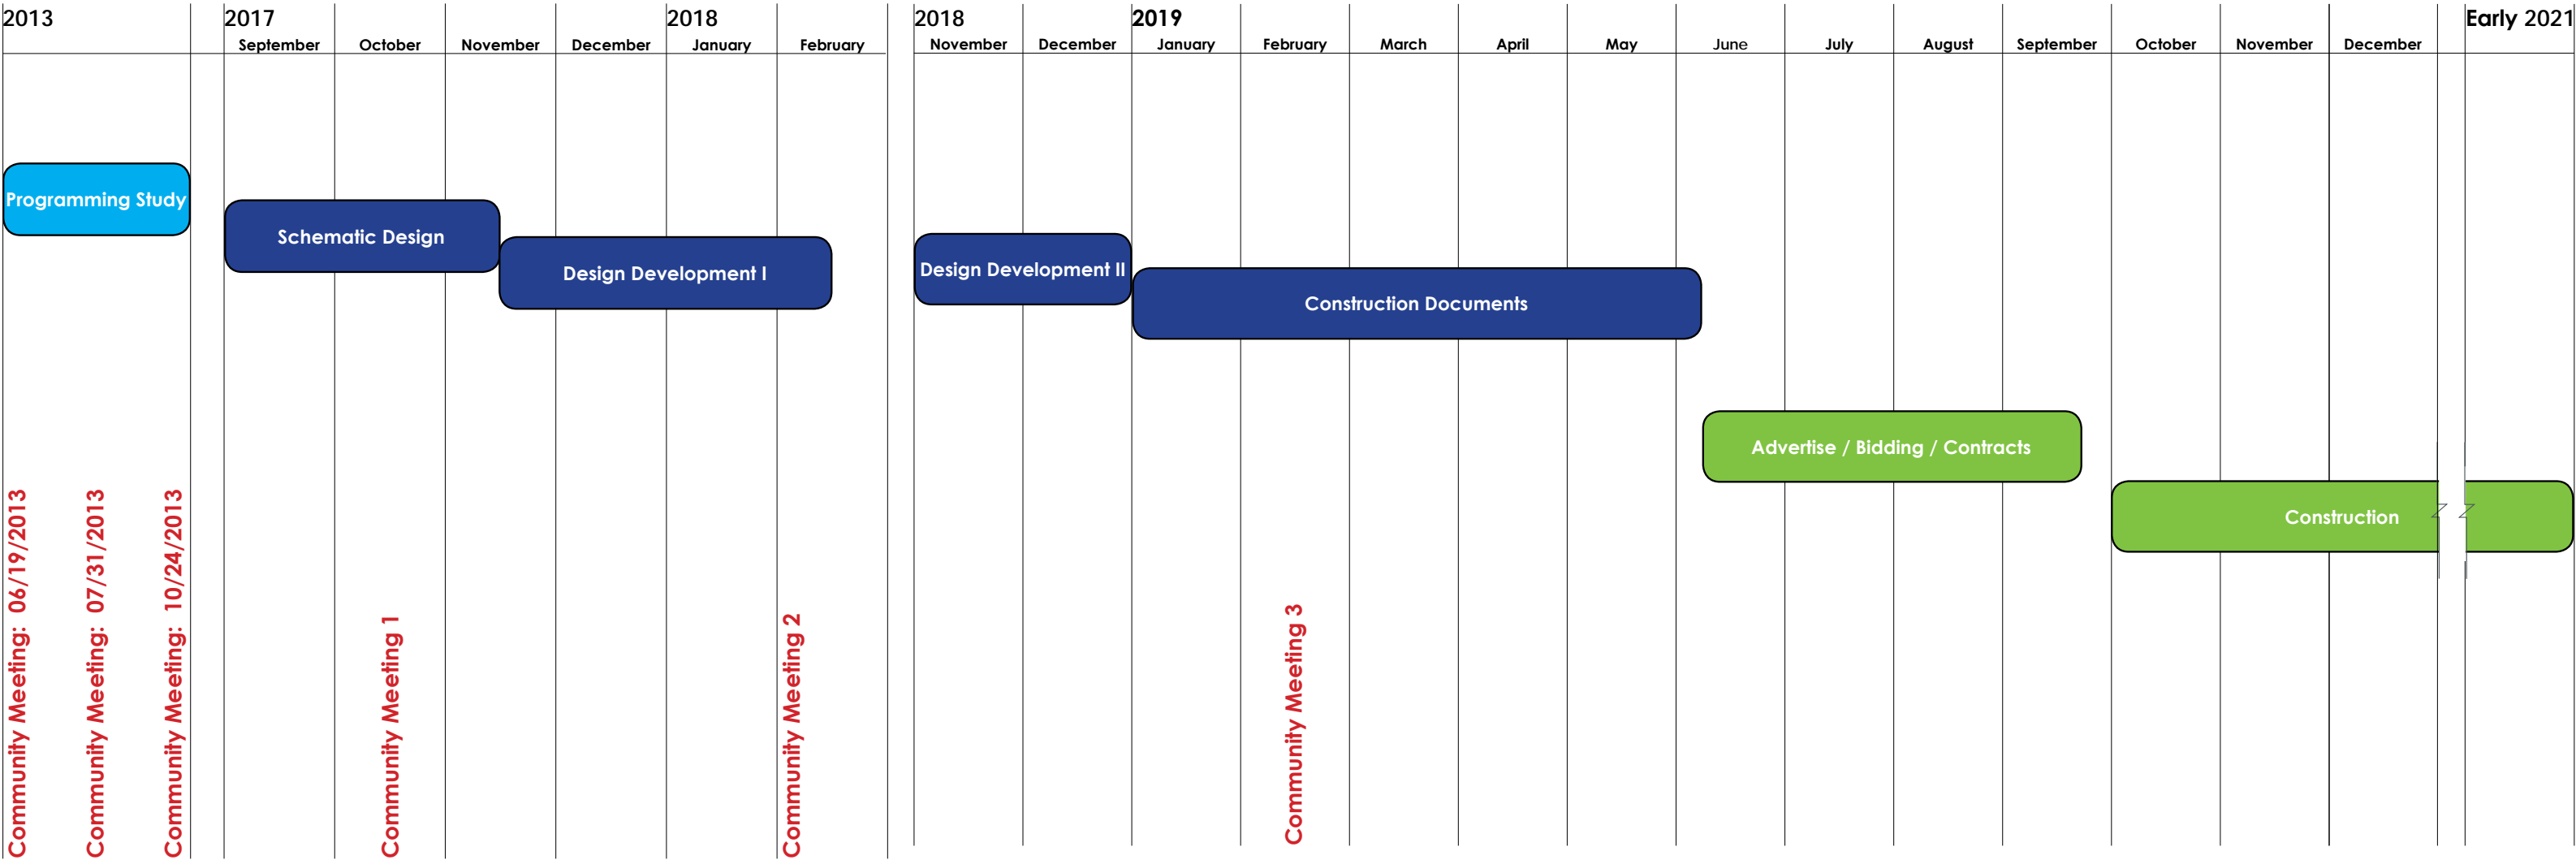 2013
2017
2018
2018
2019
Early 2021
September
October
November
December
January
February
November
December
January
February
March
April
May
June
July
August
September
October
November
December
Programming Study
Schematic Design
Design Development I
Design Development II
Construction Documents
Advertise / Bidding / Contracts
Construction
Community Meeting: 06/19/2013
Community Meeting: 07/31/2013
Community Meeting: 10/24/2013
Community Meeting 1
Community Meeting 2
Community Meeting 3